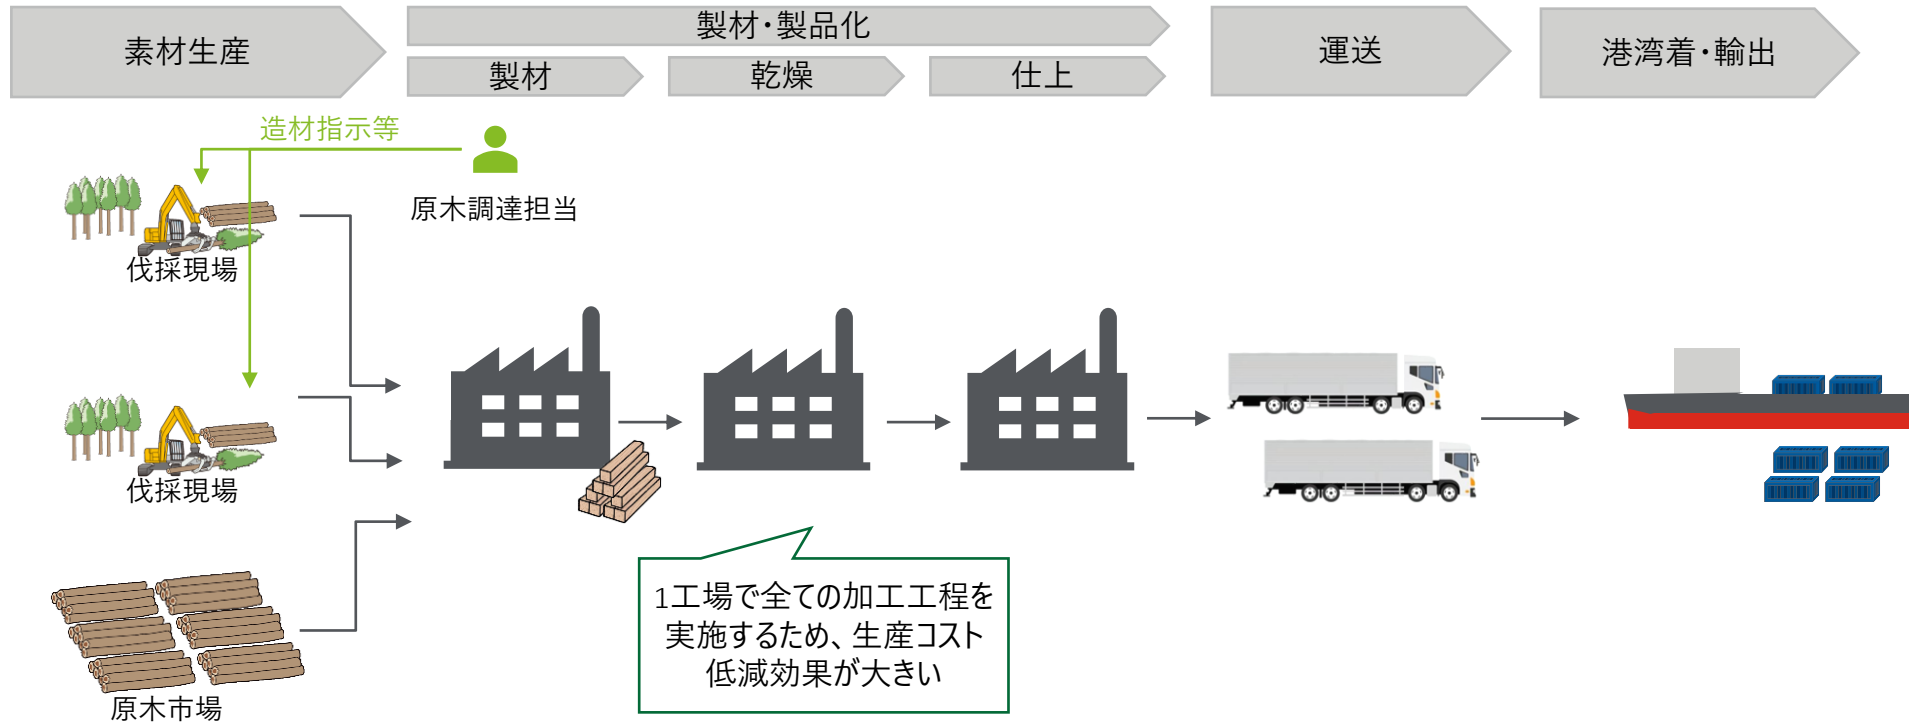 素材生産
製材・製品化
製材
乾燥
仕上
運送
港湾着・輸出
造材指示等
原木調達担当
伐採現場
伐採現場
原木市場
1工場で全ての加工工程を
実施するため、生産コスト
低減効果が大きい